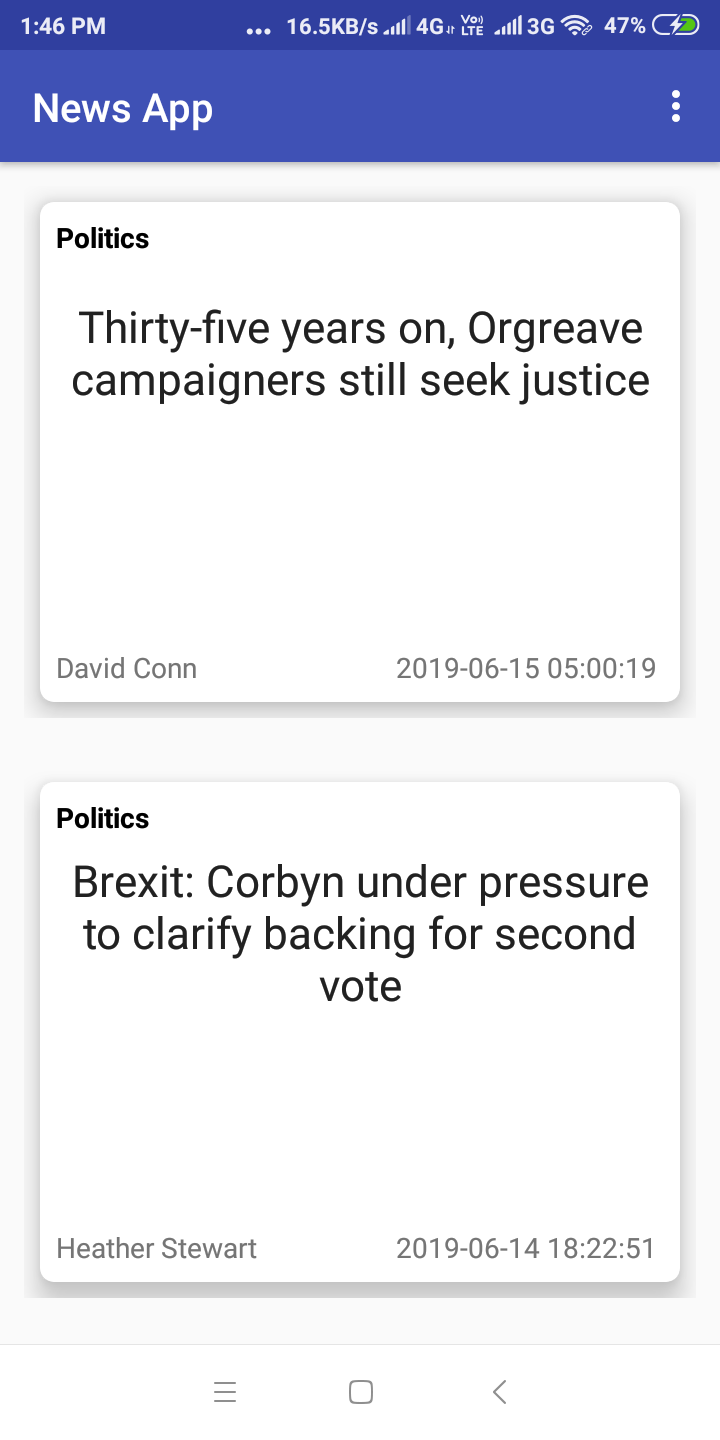 1:46 PM ... 16.5KB/s 4G VoLTE 3G 47%
News App
Politics
Thirty-five years on, Orgreave
campaigners still seek justice
David Conn 2019-06-15 05:00:19
Politics
Brexit: Corbyn under pressure
to clarify backing for second
vote
Heather Stewart 2019-06-14 18:22:51